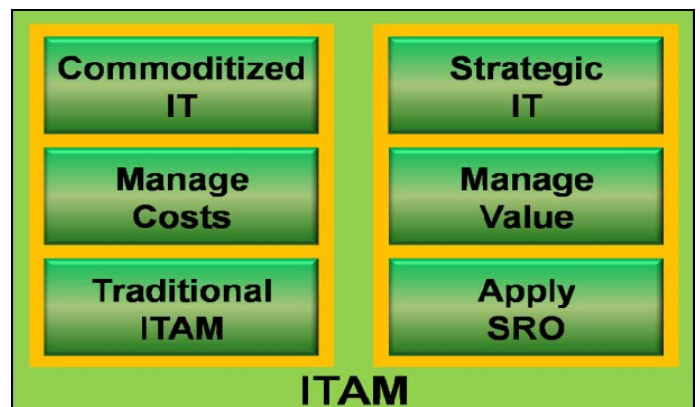 Commoditized
IT
Manage
Costs
Traditional
ITAM
Strategic
IT
Manage
Value
Apply
SRO
ITAM